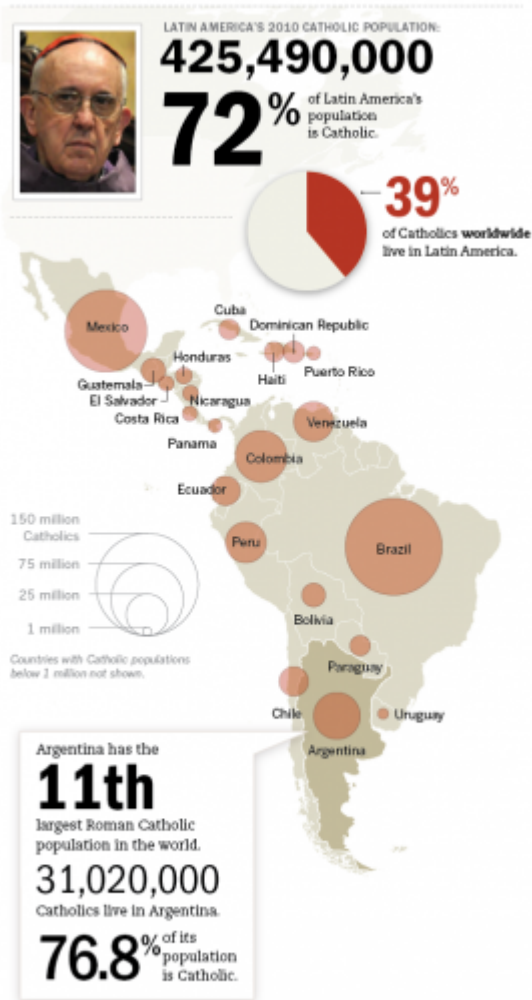 LATIN AMERICA'S 2010 CATHOLIC POPULATION:
425,490,000
72%
of Latin America's
population
is Catholic.
39%
of Catholics worldwide
live in Latin America.
Cuba
Dominican Republic
Mexico
Honduras
Haiti
Puerto Rico
Guatemala
El Salvador
Nicaragua
Costa Rica
Venezuela
Panama
Colombia
Ecuador
150 million
Catholics
75 million
25 million
1 million
Peru
Brazil
Bolivia
Countries with Catholic populations
below 1 million not shown.
Paraguay
Chile
Uruguay
Argentina
Argentina has the
11th
largest Roman Catholic
population in the world.
31,020,000
Catholics live in Argentina.
76.8%
of its
population
is Catholic.